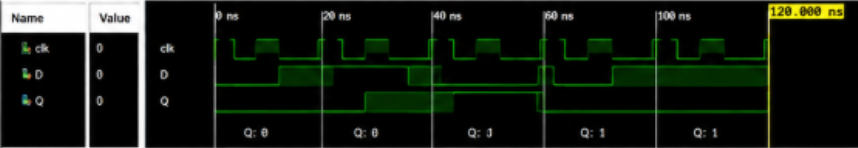 Name Value 0 ns 20 ns 40 ns 60 ns 100 ns 120.000 ns
clk 0 clk
D 0 D
Q 0 Q
Q: 0 Q: 0 Q: J Q: 1 Q: 1